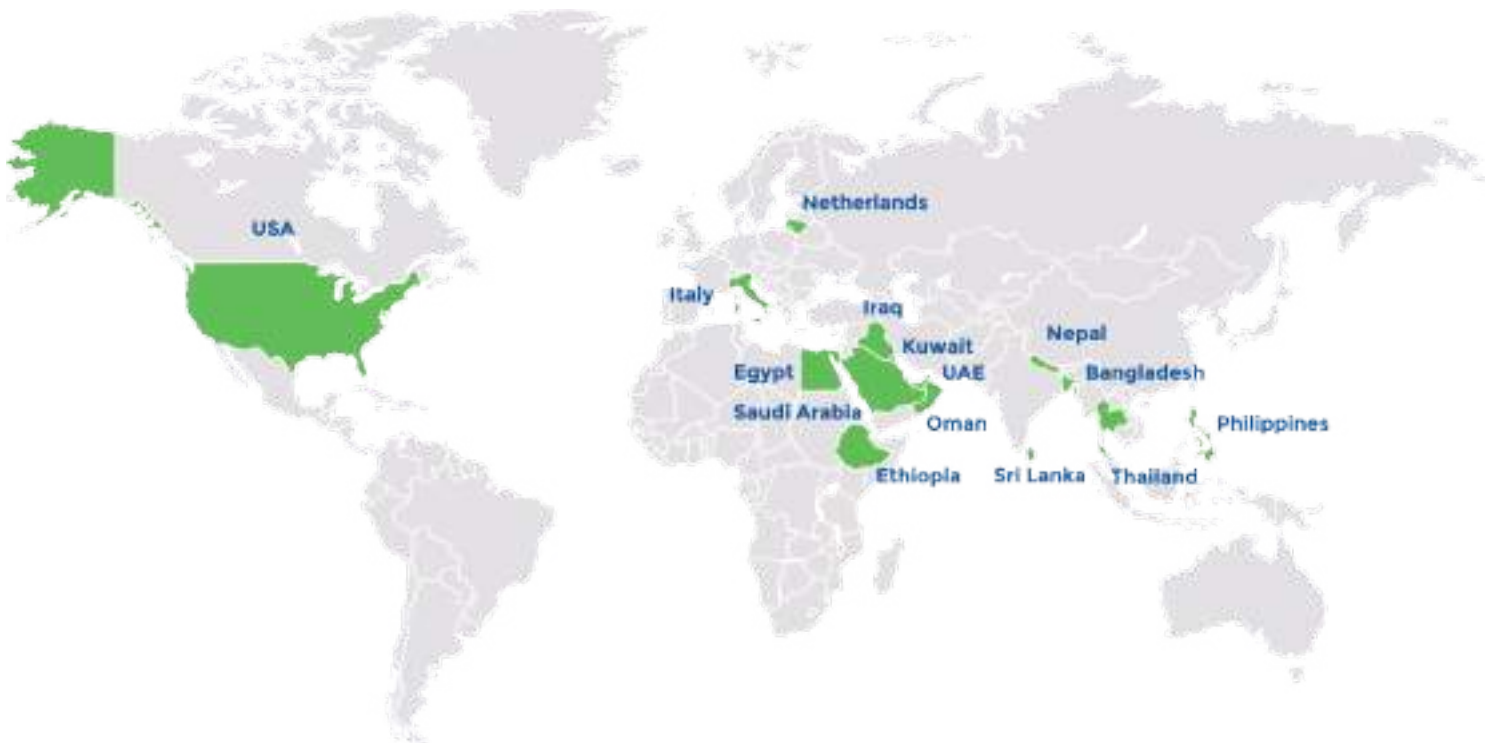 Netherlands
USA
Italy
Iraq
Nepal
Kuwait
Egypt
UAE
Bangladesh
Saudi Arabia
Oman
Philippines
Ethiopia
Sri Lanka
Thailand